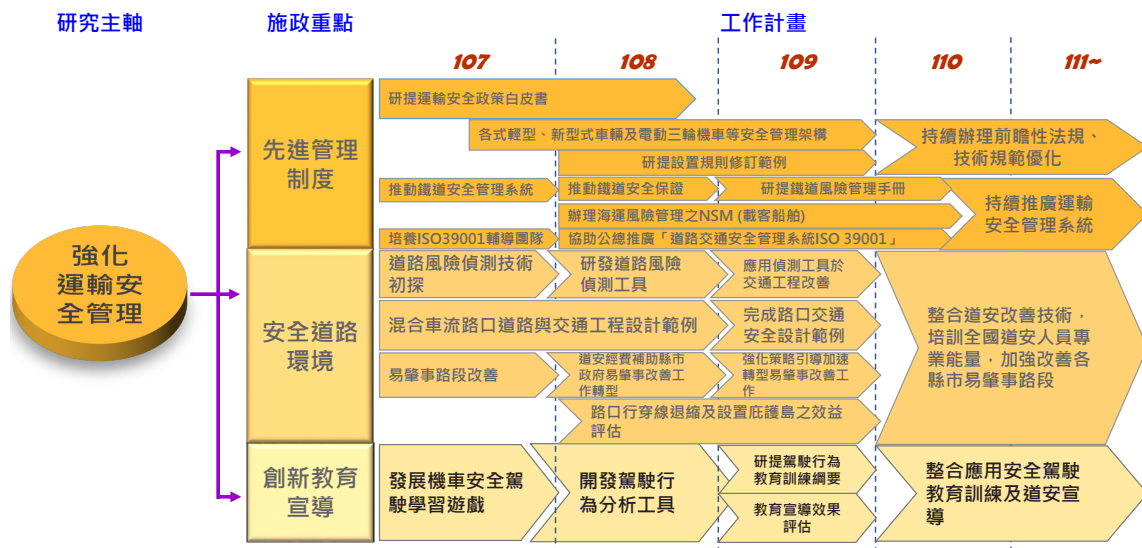 研究主軸
施政重點
工作計畫
107
108
109
110
111~
強化
運輸安
全管理
先進管理
制度
研提運輸安全政策白皮書
各式輕型、新型式車輛及電動三輪機車等安全管理架構
研提設置規則修訂範例
持續辦理前瞻性法規、
技術規範優化
推動鐵道安全管理系統
推動鐵道安全保證
研提鐵道風險管理手冊
辦理海運風險管理之NSM (載客船舶)
培養ISO39001輔導團隊
協助公總推廣「道路交通安全管理系統ISO 39001」
持續推廣運輸
安全管理系統
安全道路
環境
道路風險偵測技術
初探
研發道路風險
偵測工具
應用偵測工具於
交通工程改善
混合車流路口道路與交通工程設計範例
完成路口交通
安全設計範例
易肇事路段改善
道安經費補助縣市
政府易肇事改善工
作轉型
強化策略引導加速
轉型易肇事改善工
作
路口行穿線退縮及設置庇護島之效益
評估
整合道安改善技術，
培訓全國道安人員專
業能量，加強改善各
縣市易肇事路段
創新教育
宣導
發展機車安全駕
駛學習遊戲
開發駕駛行
為分析工具
研提駕駛行為
教育訓練綱要
教育宣導效果
評估
整合應用安全駕駛
教育訓練及道安宣
導